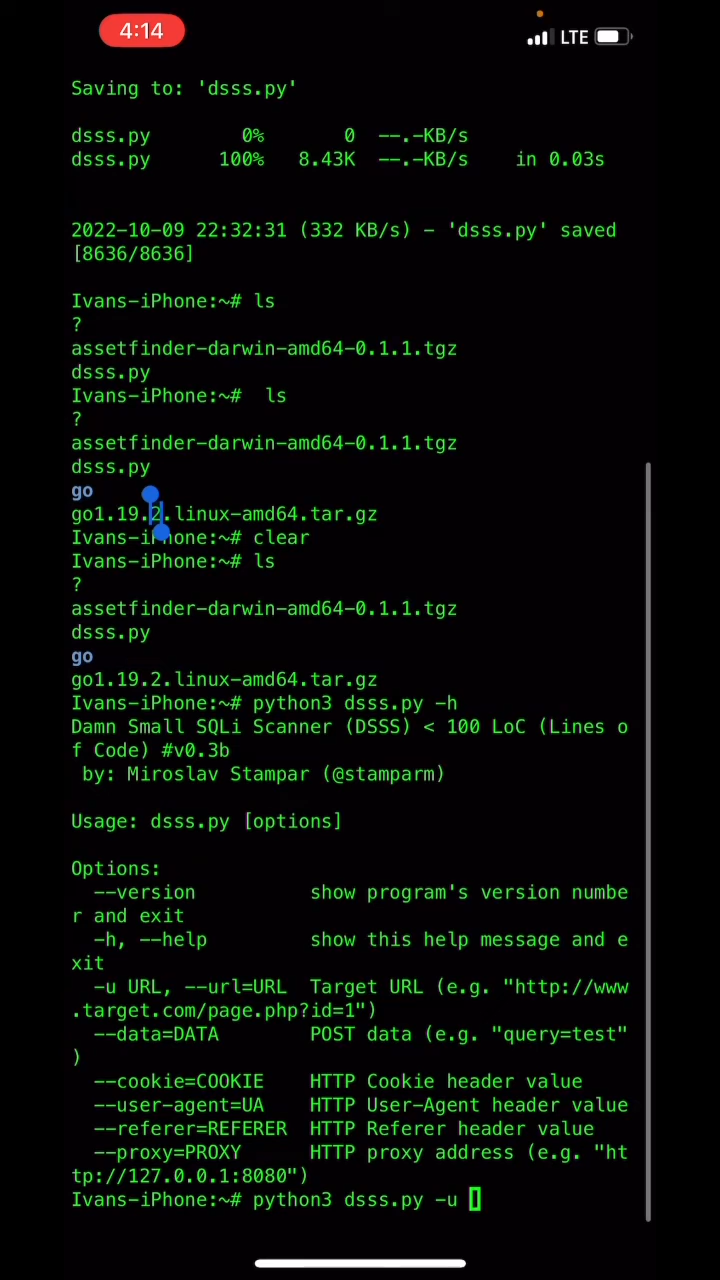 4:14
LTE
Saving to: 'dsss.py'
dsss.py 0% 0 --.-KB/s
dsss.py 100% 8.43K --.-KB/s in 0.03s
2022-10-09 22:32:31 (332 KB/s) - 'dsss.py' saved
[8636/8636]
Ivans-iPhone:~# ls
?
assetfinder-darwin-amd64-0.1.1.tgz
dsss.py
Ivans-iPhone:~#  ls
?
assetfinder-darwin-amd64-0.1.1.tgz
dsss.py
go
go1.19.2.linux-amd64.tar.gz
Ivans-iPhone:~# clear
Ivans-iPhone:~# ls
?
assetfinder-darwin-amd64-0.1.1.tgz
dsss.py
go
go1.19.2.linux-amd64.tar.gz
Ivans-iPhone:~# python3 dsss.py -h
Damn Small SQLi Scanner (DSSS) < 100 LoC (Lines o
f Code) #v0.3b
by: Miroslav Stampar (@stamparm)
Usage: dsss.py [options]
Options:
--version show program's version numbe
r and exit
-h, --help show this help message and e
xit
-u URL, --url=URL Target URL (e.g. "http://www
.target.com/page.php?id=1")
--data=DATA POST data (e.g. "query=test"
)
--cookie=COOKIE HTTP Cookie header value
--user-agent=UA HTTP User-Agent header value
--referer=REFERER HTTP Referer header value
--proxy=PROXY HTTP proxy address (e.g. "ht
tp://127.0.0.1:8080")
Ivans-iPhone:~# python3 dsss.py -u